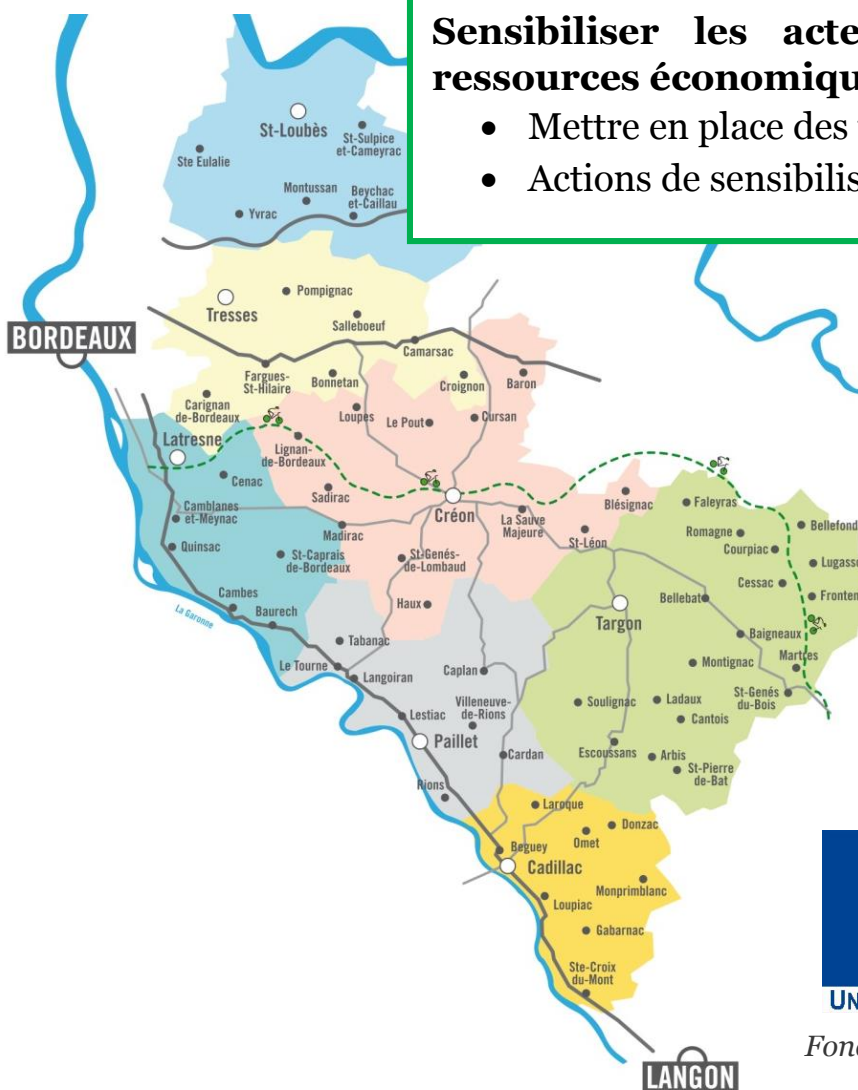 Sensibiliser les acte
ressources économiqu
• Mettre en place des
• Actions de sensibilis
St-Loubès
St-Sulpice
et-Cameyrac
Ste Eulalie
Montussan
Beychac
et-Caillau
Yvrac
Pompignac
Tresses
Salleboeuf
BORDEAUX
Camarsac
Fargues-
St-Hilaire
Bonnetan
Croignon
Baron
Carignan
de-Bordeaux
Loupes
Le Pout
Cursan
Latresne
Lignan-
de-Bordeaux
Cenac
Sadirac
Créon
Blésignac
Faleyras
Camblanes
et-Meynac
Madirac
La Sauve
Majeure
St-Léon
Romagne
Bellefond
Courpiac
Quinsac
St-Caprais
de-Bordeaux
St-Genés-
de-Lombaud
Lugass
Cessac
Fronten
Cambes
Baurech
Haux
Bellebat
La Garonne
Targon
Baigneaux
Tabanac
Martres
Le Tourne
Langoiran
Caplan
Montignac
St-Genés
du-Bois
Villeneuve-
de-Rions
Soulignac
Ladaux
Lestiac
Cantois
Paillet
Cardan
Escoussans
Arbis
St-Pierre
de-Bat
Rions
Laroque
Donzac
Omet
Beguey
Cadillac
Monprimblanc
Loupiac
Gabarnac
Ste-Croix
du-Mont
UN
Fond
LANGON